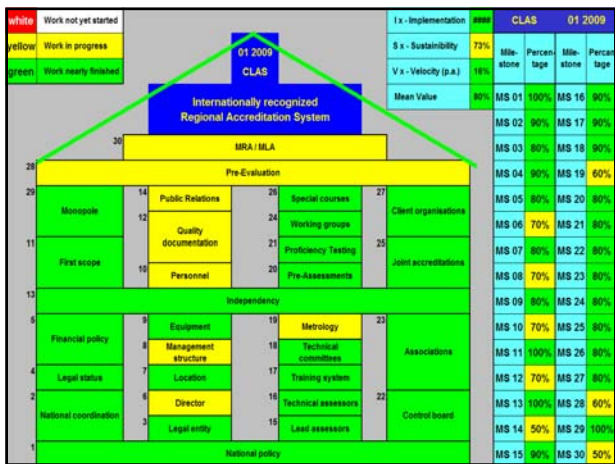 white Work not yet started
yellow Work in progress
green Work nearly finished
I x - Implementation ####
S x - Sustainibility 73%
V x - Velocity (p.a.) 16%
Mean Value 80%
01 2009
CLAS
Internationally recognized
Regional Accreditation System
30 MRA / MLA
28 Pre-Evaluation
29 Monopole
14 Public Relations
26 Special courses
27 Client organisations
12 Quality
documentation
24 Working groups
11 First scope
21 Proficiency Testing
25 Joint accreditations
10 Personnel
20 Pre-Assessments
13 Independency
5 Financial policy
9 Equipment
19 Metrology
23 Associations
8 Management
structure
18 Technical
committees
4 Legal status
7 Location
17 Training system
2 National coordination
6 Director
16 Technical assessors
22 Control board
3 Legal entity
15 Lead assessors
1 National policy
CLAS 01 2009
Mile-
stone Percen-
tage Mile-
stone Percen
tage
MS 01 100% MS 16 90%
MS 02 90% MS 17 90%
MS 03 80% MS 18 90%
MS 04 90% MS 19 60%
MS 05 80% MS 20 80%
MS 06 70% MS 21 80%
MS 07 80% MS 22 80%
MS 08 70% MS 23 80%
MS 09 80% MS 24 80%
MS 10 70% MS 25 80%
MS 11 100% MS 26 80%
MS 12 70% MS 27 80%
MS 13 100% MS 28 60%
MS 14 50% MS 29 100%
MS 15 90% MS 30 50%